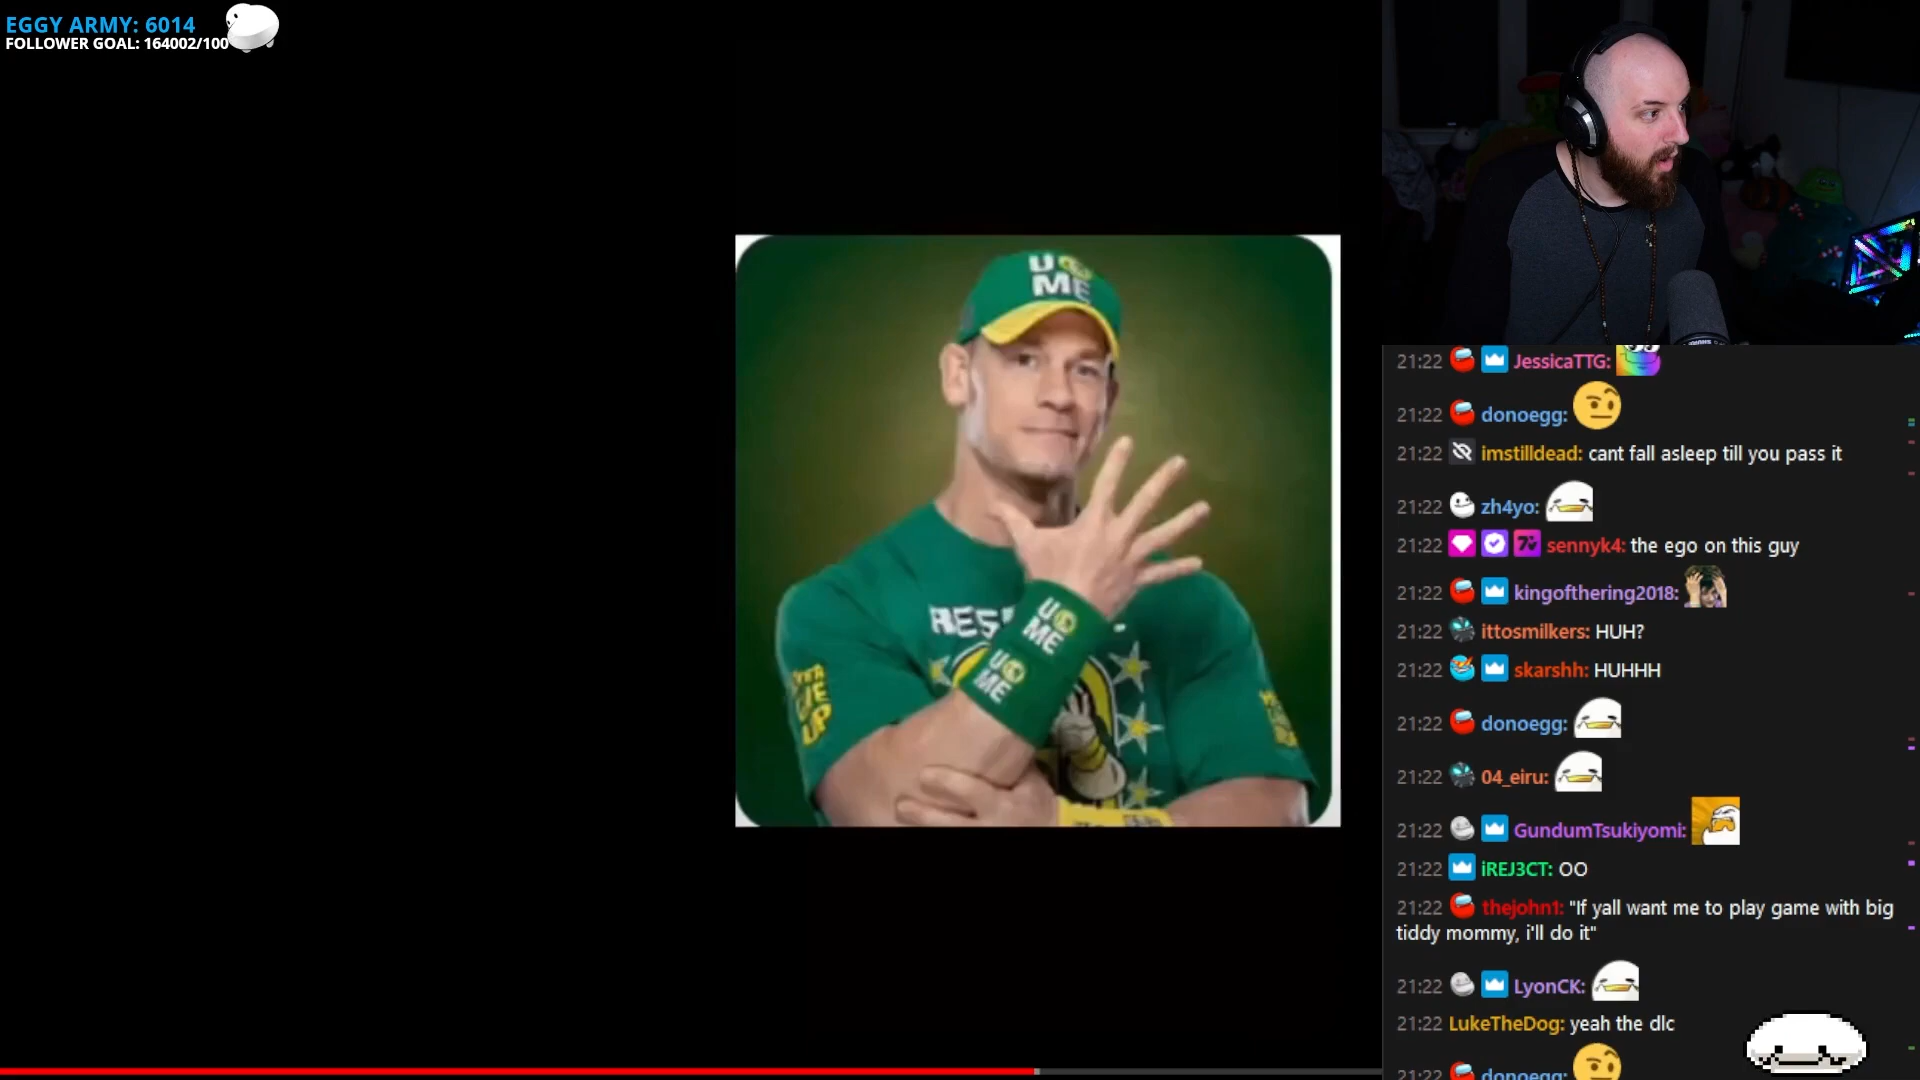 EGGY ARMY: 6014
FOLLOWER GOAL: 164002/100
U C
ME
RES
U C
ME
U C
ME
UP
21:22 JessicaTTG:
21:22 donoegg:
21:22 imstilldead: cant fall asleep till you pass it
21:22 zh4yo:
21:22 sennyk4: the ego on this guy
21:22 kingofthering2018:
21:22 ittosmilkers: HUH?
21:22 skarshh: HUHHH
21:22 donoegg:
21:22 04_eiru:
21:22 GundumTsukiyomi:
21:22 iREJ3CT: OO
21:22 thejohn1: "If yall want me to play game with big
tiddy mommy, i'll do it"
21:22 LyonCK:
21:22 LukeTheDog: yeah the dlc
21:22 donoegg: